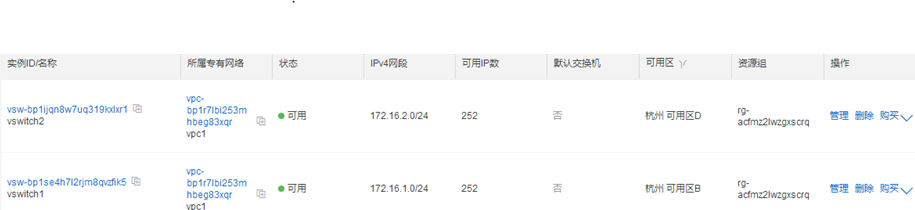 实例ID/名称 所属专有网络 状态 IPv4网段 可用IP数 默认交换机 可用区 资源组 操作
vsw-bp1ijqn8w7uq319kxlxr1
vswitch2
vpc-
bp1r7lbi253m
hbeg83xqr
vpc1
可用 172.16.2.0/24 252 否 杭州 可用区D
rg-
acfmz2lwzgxscrq
管理 删除 购买
vsw-bp1se4h7l2rjm8qvzfik5
vswitch1
vpc-
bp1r7lbi253m
hbeg83xqr
vpc1
可用 172.16.1.0/24 252 否 杭州 可用区B
rg-
acfmz2lwzgxscrq
管理 删除 购买